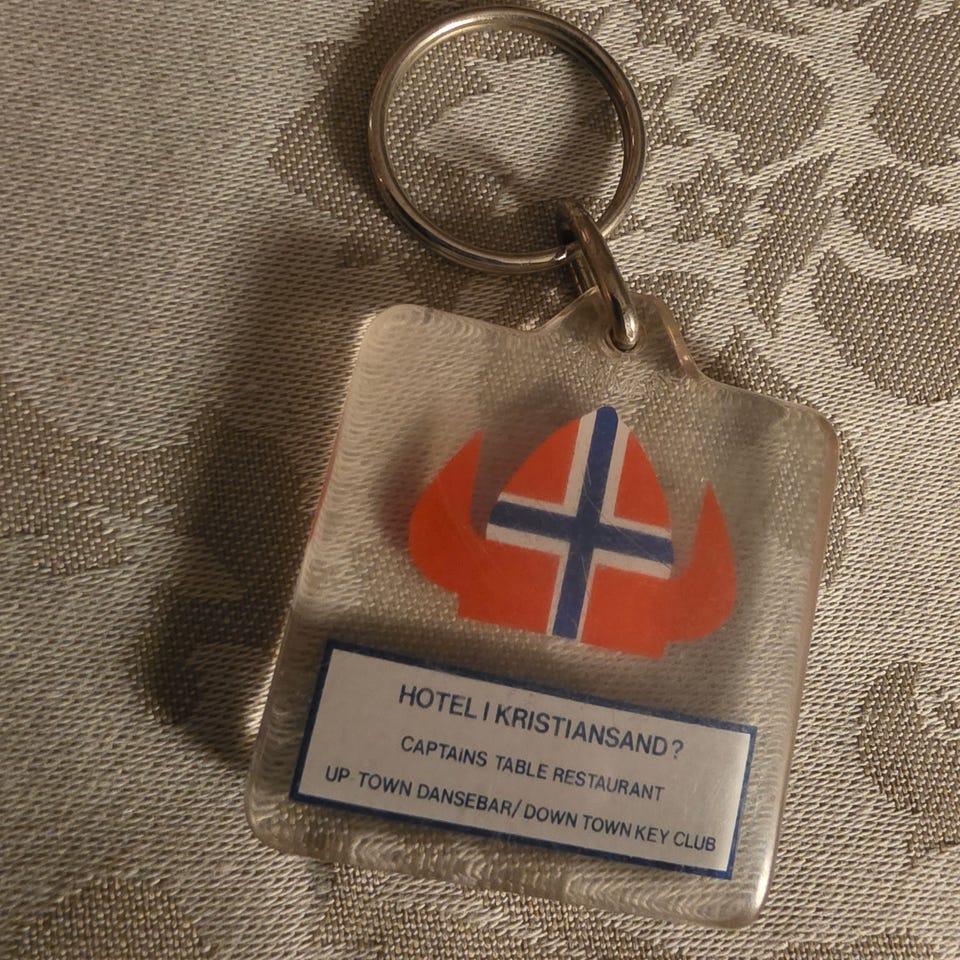 HOTEL I KRISTIANSAND?
CAPTAINS TABLE RESTAURANT
UP TOWN DANSEBAR/ DOWN TOWN KEY CLUB